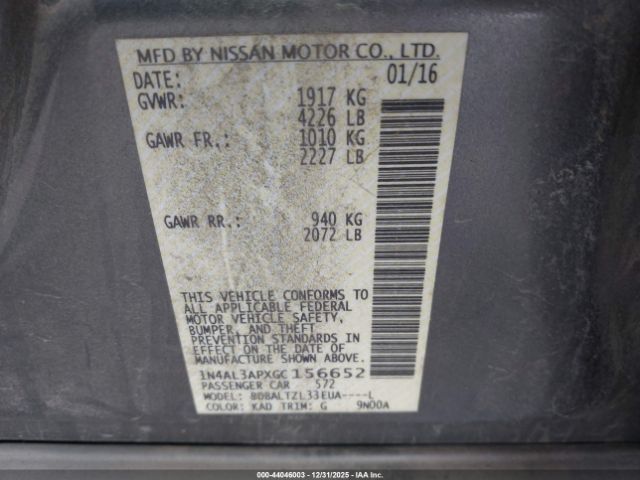 MFD BY NISSAN MOTOR CO., LTD.
DATE: 01/16
GVWR: 1917 KG
4226 LB
GAWR FR.: 1010 KG
2227 LB
GAWR RR.: 940 KG
2072 LB
THIS VEHICLE CONFORMS TO
ALL APPLICABLE FEDERAL
MOTOR VEHICLE SAFETY,
BUMPER, AND THEFT
PREVENTION STANDARDS
IN EFFECT ON THE DATE OF
MANUFACTURE SHOWN ABOVE.
1N4AL3APXGC156652
PASSENGER CAR 572
MODEL: BDBALTZL33EUA----L
COLOR: KAD TRIM: G 9N00A
000-44046003 - 12/31/2025 - IAAI.COM